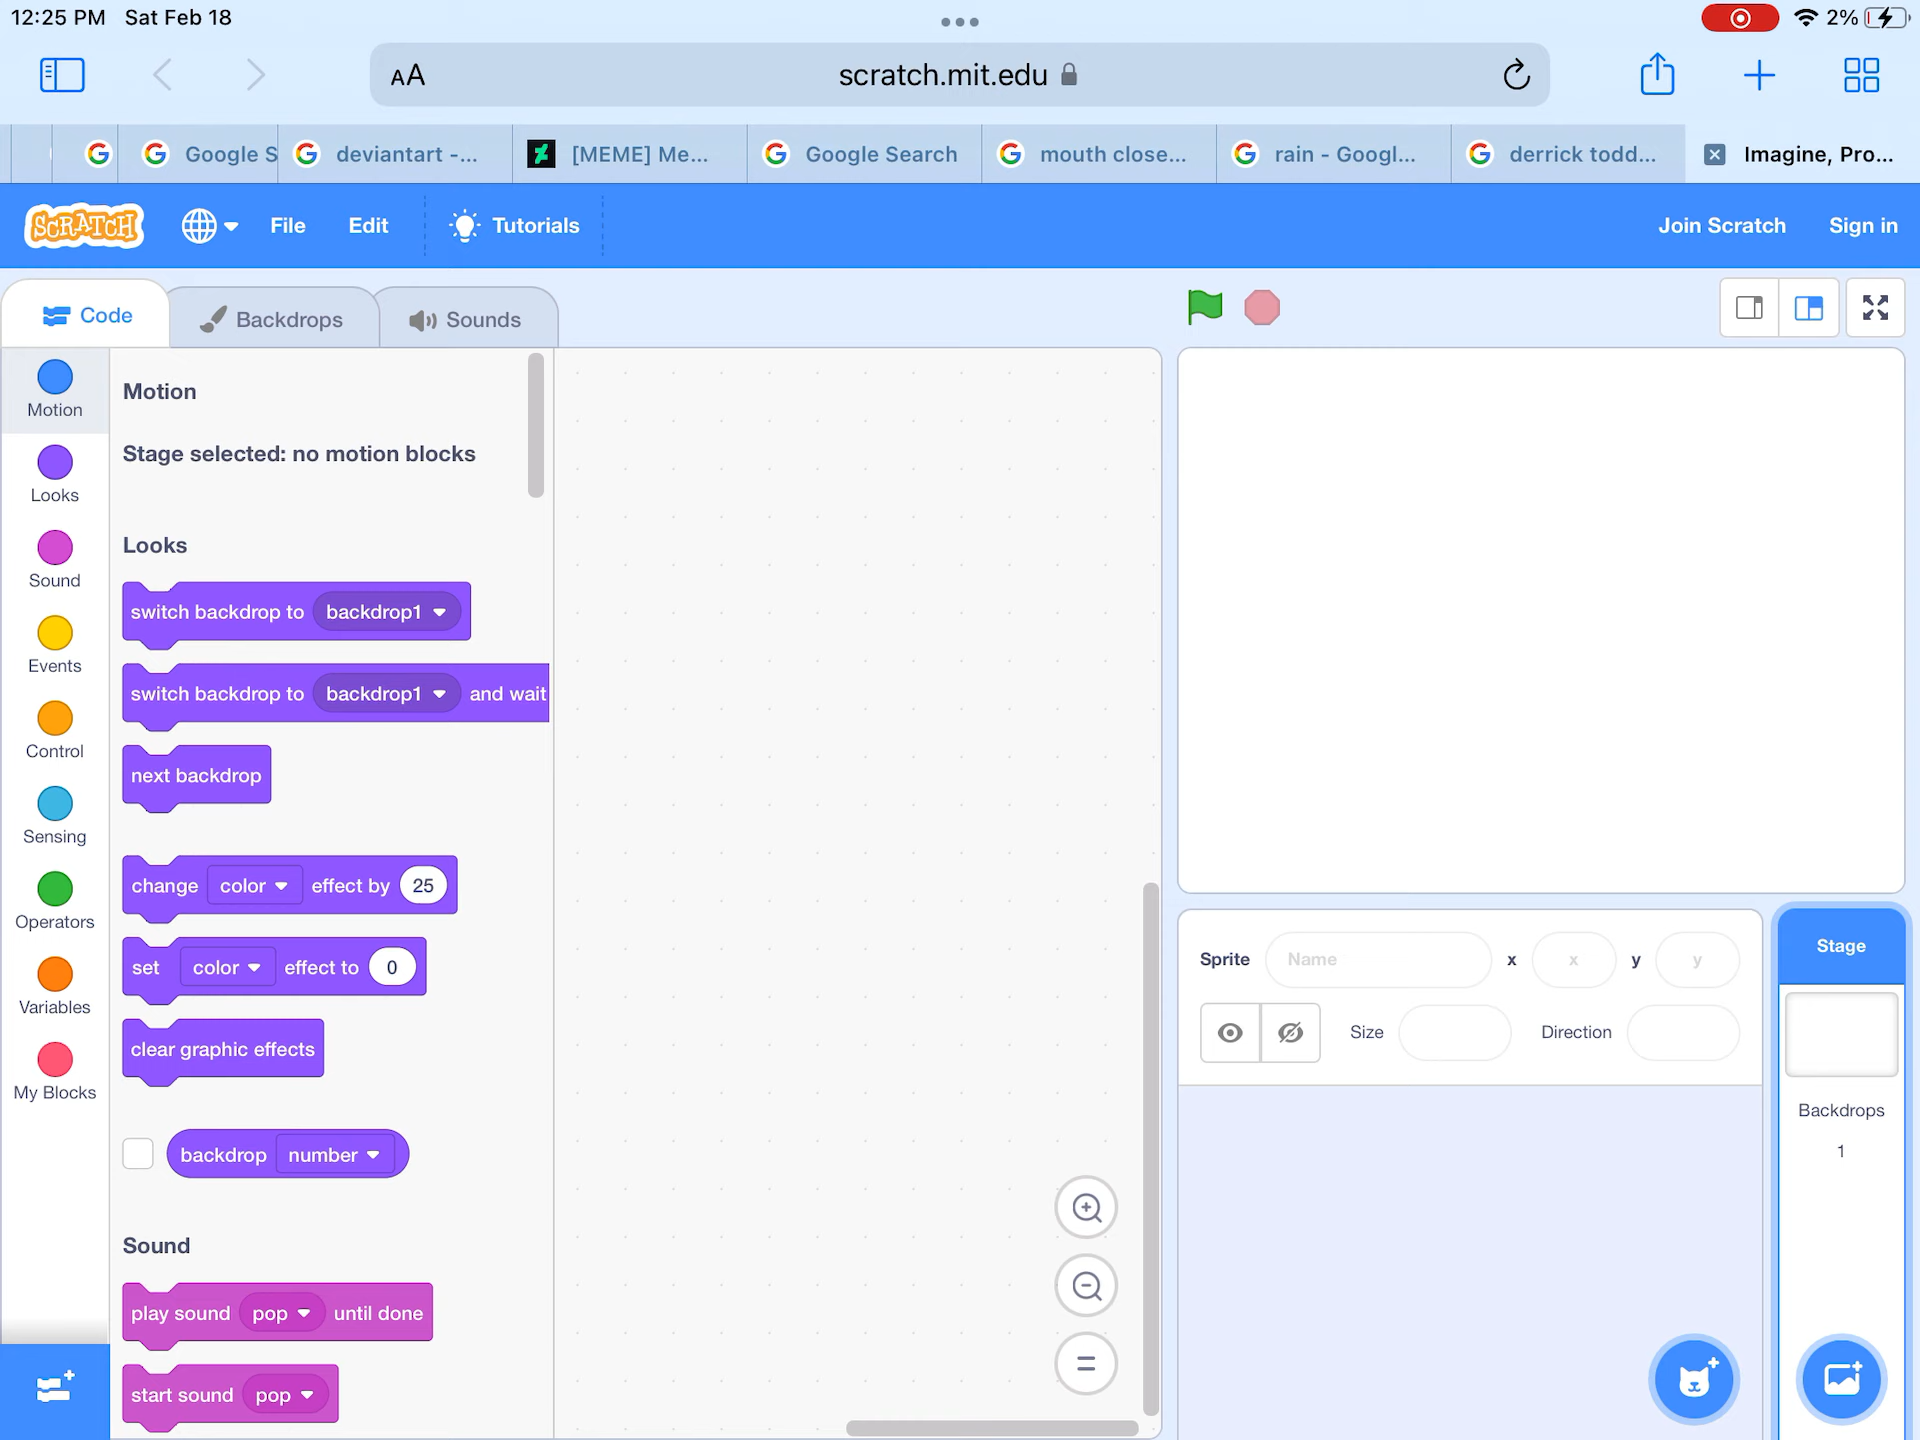 12:25 PM Sat Feb 18
2%
AA
scratch.mit.edu
Google S
deviantart -...
[MEME] Me...
Google Search
mouth close...
rain - Googl...
derrick todd...
Imagine, Pro...
SCRATCH
File
Edit
Tutorials
Join Scratch
Sign in
Code
Backdrops
Sounds
Motion
Looks
Sound
Events
Control
Sensing
Operators
Variables
My Blocks
Motion
Stage selected: no motion blocks
Looks
switch backdrop to backdrop1
switch backdrop to backdrop1 and wait
next backdrop
change color effect by 25
set color effect to 0
clear graphic effects
backdrop number
Sound
play sound pop until done
start sound pop
Sprite Name x x y y
Size Direction
Stage
Backdrops
1